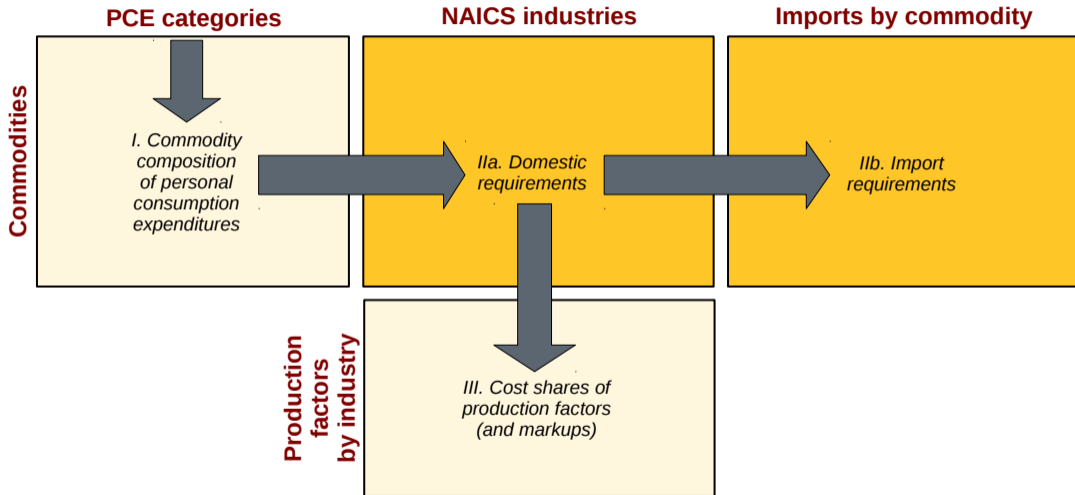 PCE categories
NAICS industries
Imports by commodity
Commodities
I. Commodity
composition
of personal
consumption
expenditures
IIa. Domestic
requirements
IIb. Import
requirements
Production
factors
by industry
III. Cost shares of
production factors
(and markups)